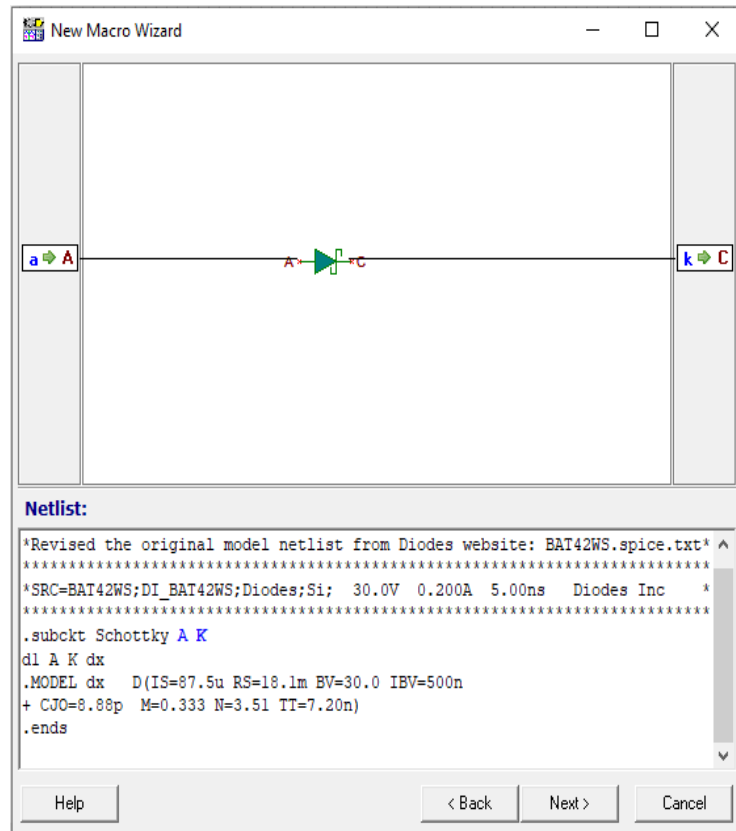 New Macro Wizard
a A
A C
k C
Netlist:
*Revised the original model netlist from Diodes website: BAT42WS.spice.txt*
***************************************************************************
*SRC=BAT42WS;DI_BAT42WS;Diodes;Si;  30.0V  0.200A  5.00ns   Diodes Inc   *
***************************************************************************
.subckt Schottky A K
d1 A K dx
.MODEL dx   D(IS=87.5u RS=18.1m BV=30.0 IBV=500n
+ CJO=8.88p  M=0.333 N=3.51 TT=7.20n)
.ends
Help
< Back
Next >
Cancel